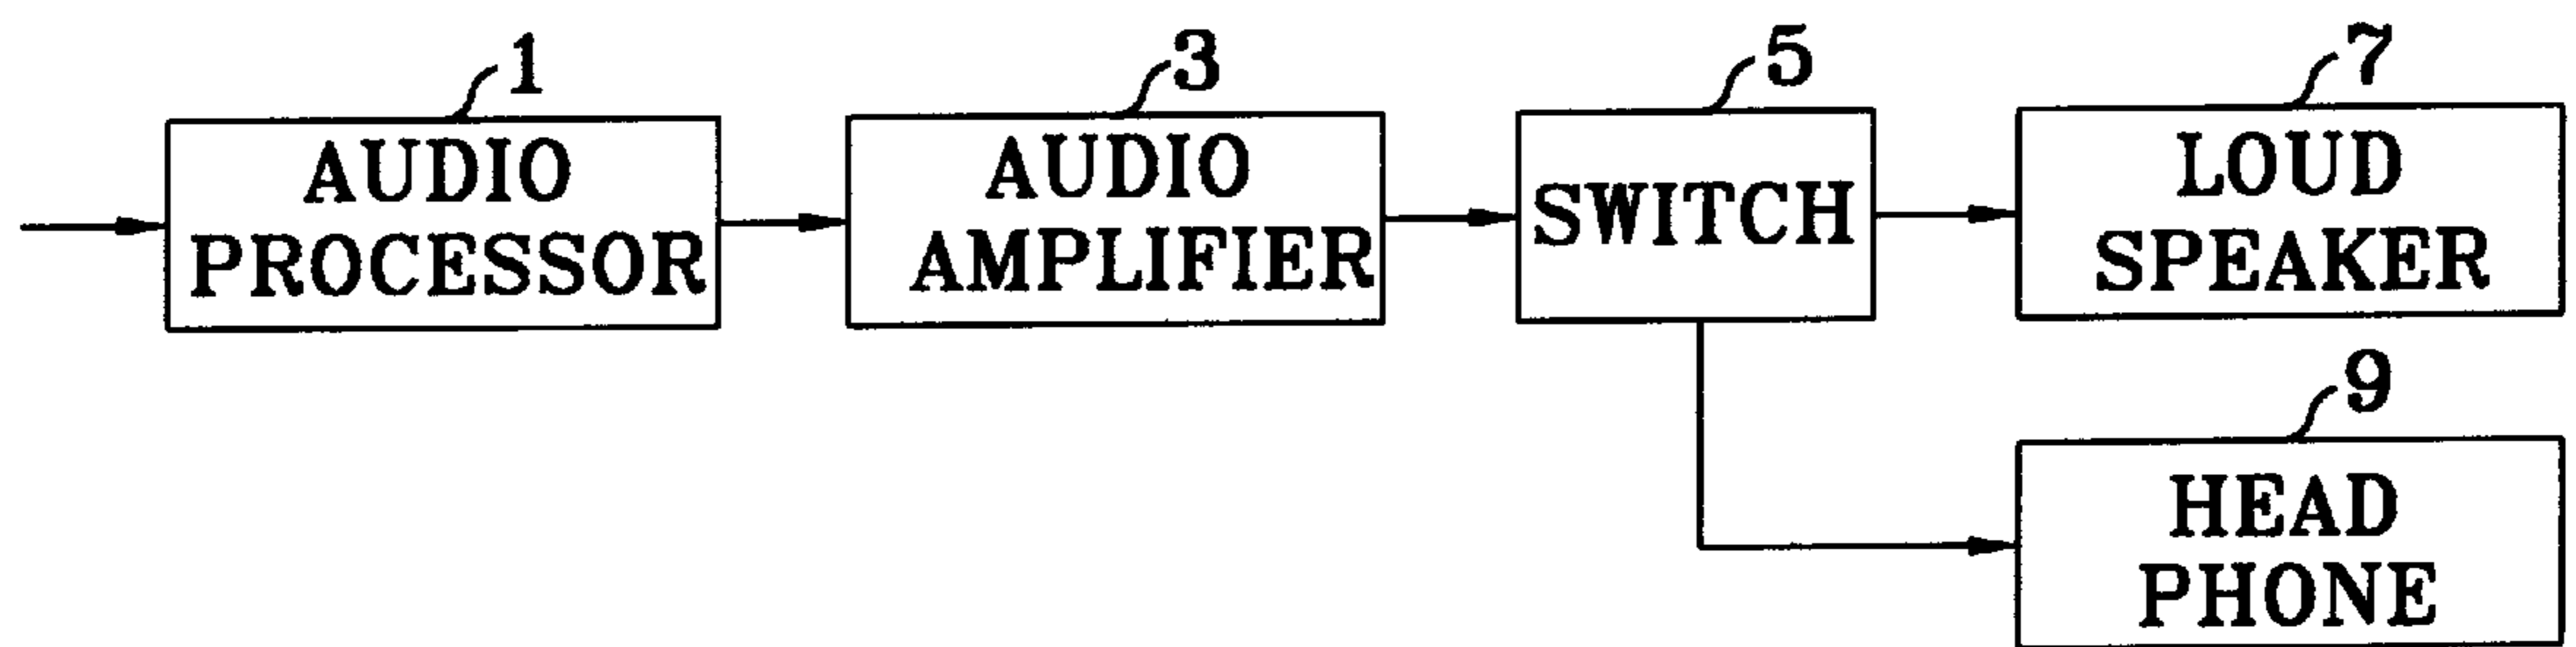 1
AUDIO
PROCESSOR
3
AUDIO
AMPLIFIER
5
SWITCH
7
LOUD
SPEAKER
9
HEAD
PHONE